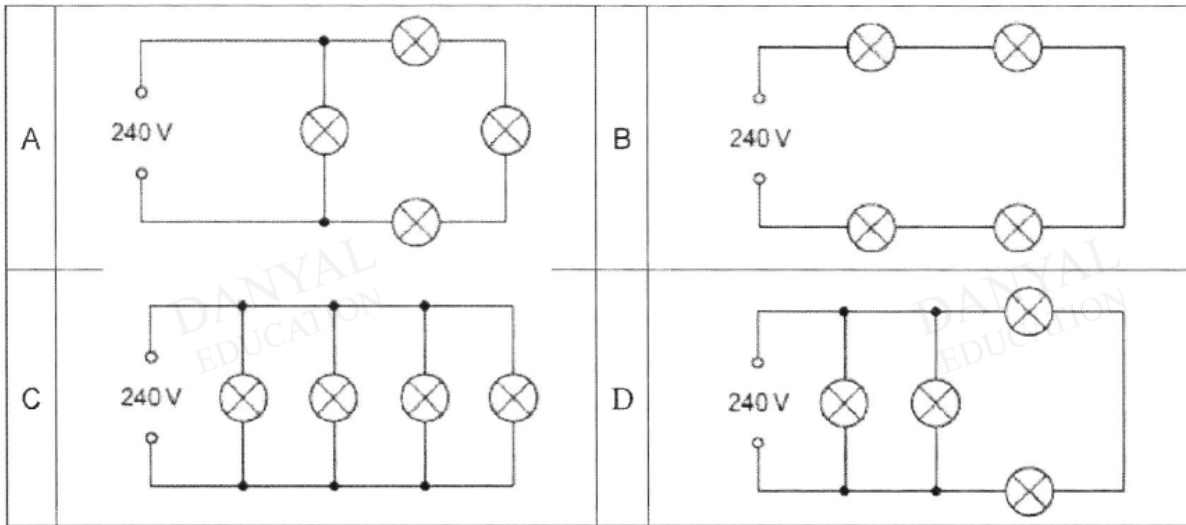 A
240 V
B
240 V
C
240 V
D
240 V
DANYAL
EDUCATION
DANYAL
EDUCATION